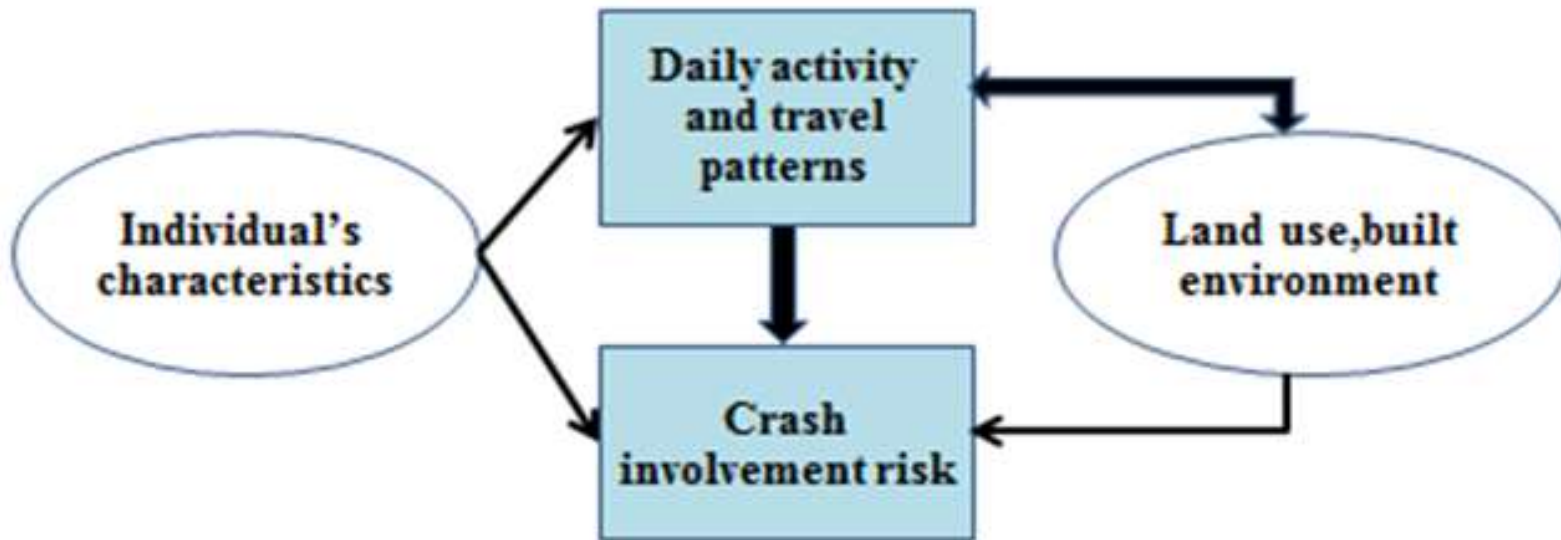 Daily activity
and travel
patterns
Individual's
characteristics
Land use,built
environment
Crash
involvement risk